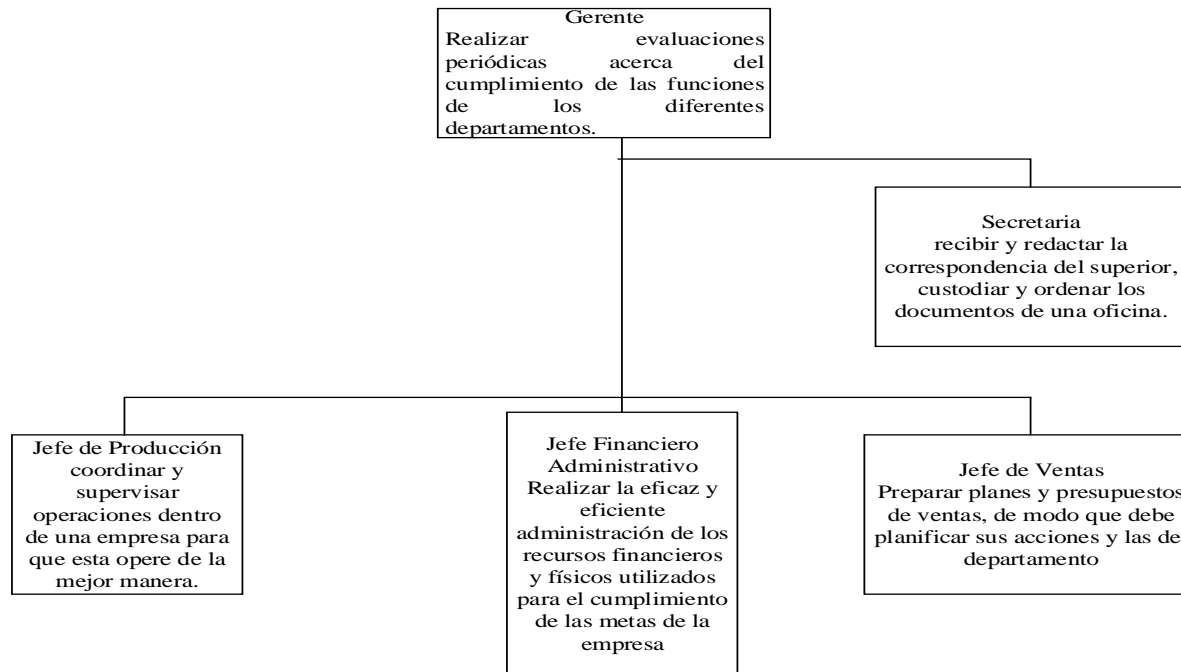 Gerente
Realizar evaluaciones
periódicas acerca del
cumplimiento de las funciones
de los diferentes
departamentos.
Secretaria
recibir y redactar la
correspondencia del superior,
custodiar y ordenar los
documentos de una oficina.
Jefe de Producción
coordinar y
supervisar
operaciones dentro
de una empresa para
que esta opere de la
mejor manera.
Jefe Financiero
Administrativo
Realizar la eficaz y
eficiente
administración de los
recursos financieros
y físicos utilizados
para el cumplimiento
de las metas de la
empresa
Jefe de Ventas
Preparar planes y presupuestos
de ventas, de modo que debe
planificar sus acciones y las de
departamento